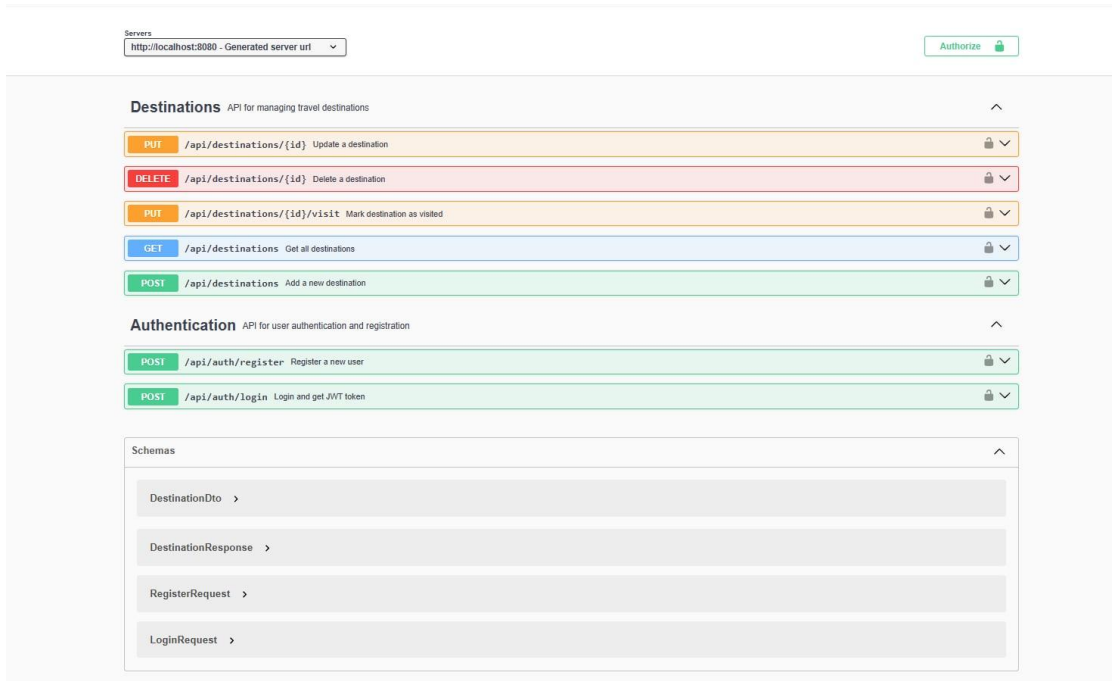 Servers
http://localhost:8080 - Generated server url
Authorize
Destinations API for managing travel destinations
PUT /api/destinations/{id} Update a destination
DELETE /api/destinations/{id} Delete a destination
PUT /api/destinations/{id}/visit Mark destination as visited
GET /api/destinations Get all destinations
POST /api/destinations Add a new destination
Authentication API for user authentication and registration
POST /api/auth/register Register a new user
POST /api/auth/login Login and get JWT token
Schemas
DestinationDto
DestinationResponse
RegisterRequest
LoginRequest